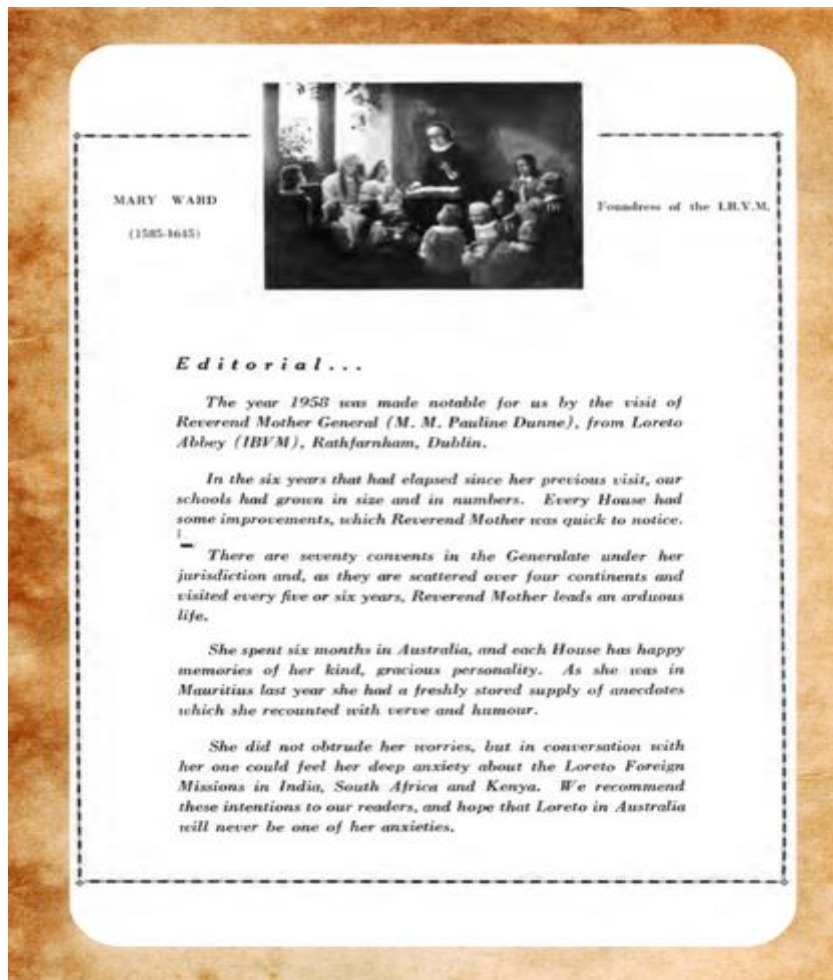 MARY WARD
(1585-1645)
Foundress of the I.B.V.M.
Editorial...
The year 1958 was made notable for us by the visit of
Reverend Mother General (M. M. Pauline Dunne), from Loreto
Abbey (IBVM), Rathfarnham, Dublin.
In the six years that had elapsed since her previous visit, our
schools had grown in size and in numbers. Every House had
some improvements, which Reverend Mother was quick to notice.
There are seventy convents in the Generalate under her
jurisdiction and, as they are scattered over four continents and
visited every five or six years, Reverend Mother leads an arduous
life.
She spent six months in Australia, and each House has happy
memories of her kind, gracious personality. As she was in
Mauritius last year she had a freshly stored supply of anecdotes
which she recounted with verve and humour.
She did not obtrude her worries, but in conversation with
her one could feel her deep anxiety about the Loreto Foreign
Missions in India, South Africa and Kenya. We recommend
these intentions to our readers, and hope that Loreto in Australia
will never be one of her anxieties.